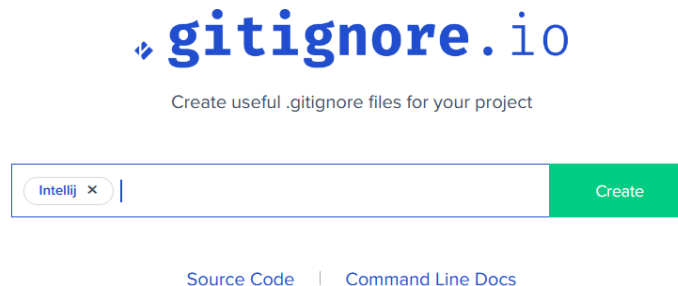 .gitignore.io
Create useful .gitignore files for your project
Intellij ×
Create
Source Code | Command Line Docs